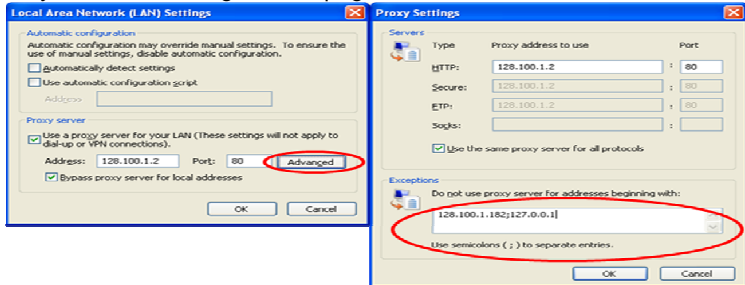 Local Area Network (LAN) Settings
Automatic configuration
Automatic configuration may override manual settings. To ensure the
use of manual settings, disable automatic configuration.
Automatically detect settings
Use automatic configuration script
Address
Proxy server
Use a proxy server for your LAN (These settings will not apply to
dial-up or VPN connections).
Address: 128.100.1.2 Port: 80 Advanced
Bypass proxy server for local addresses
OK Cancel
Proxy Settings
Servers
Type Proxy address to use Port
HTTP: 128.100.1.2 : 80
Secure: 128.100.1.2 : 80
FTP: 128.100.1.2 : 80
Socks: :
Use the same proxy server for all protocols
Exceptions
Do not use proxy server for addresses beginning with:
128.100.1.182;127.0.0.1
Use semicolons ( ; ) to separate entries.
OK Cancel